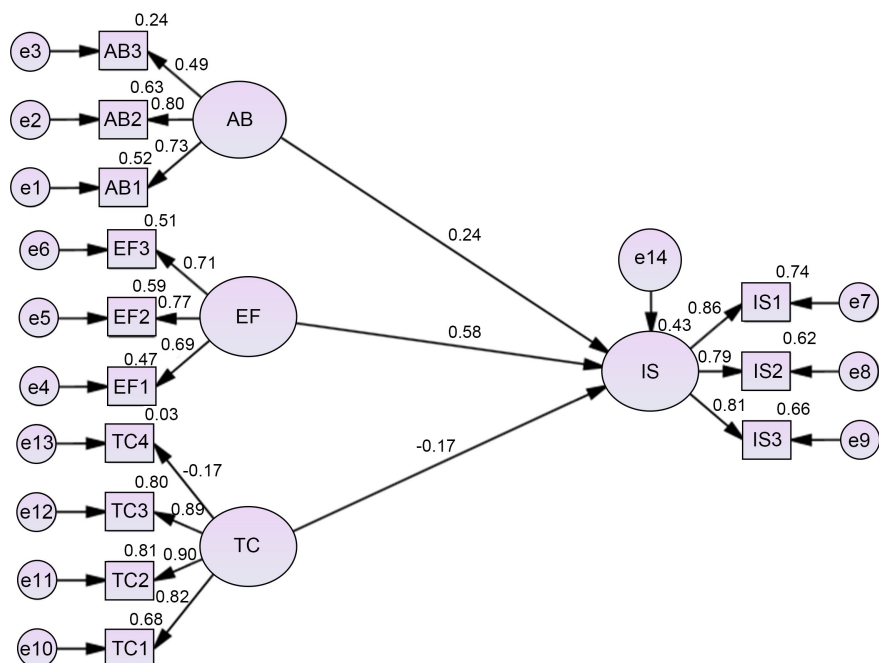 0.24
e3 AB3
0.49
0.63
e2 AB2 0.80 AB
0.52 0.73
e1 AB1
0.51
e6 EF3
0.71
0.59
e5 EF2 0.77 EF
0.47 0.69
e4 EF1
0.03
e13 TC4
-0.17
0.80
e12 TC3 0.89
TC
0.81 0.90
e11 TC2
0.82
0.68
e10 TC1
0.24
0.58
-0.17
e14
0.43
IS
0.74
0.86 IS1 e7
0.62
0.79 IS2 e8
0.81 0.66
IS3 e9